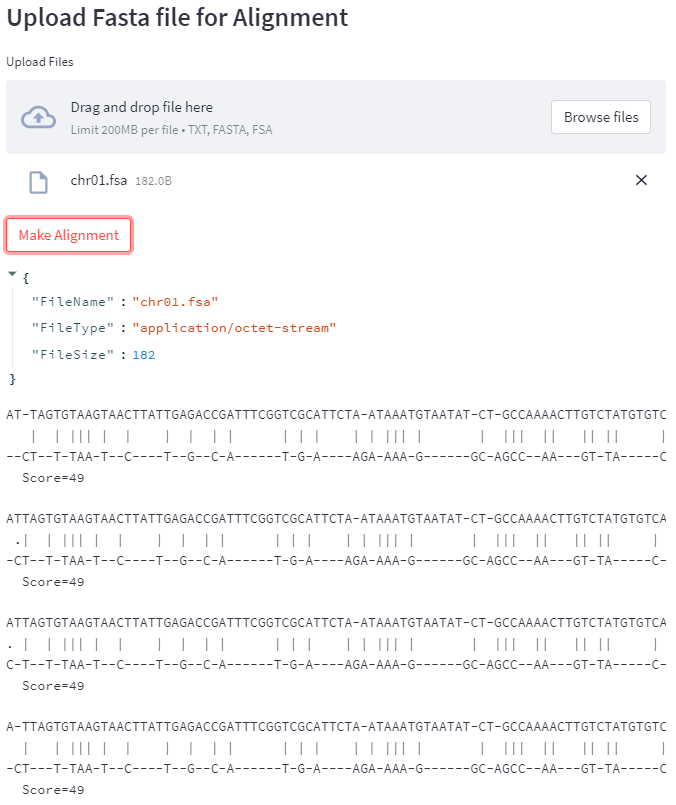 Upload Fasta file for Alignment
Upload Files
Drag and drop file here
Limit 200MB per file • TXT, FASTA, FSA
Browse files
chr01.fsa 182.0B
Make Alignment
{
"FileName" : "chr01.fsa"
"FileType" : "application/octet-stream"
"FileSize" : 182
}
AT-TAGTGTAAGTAACTTATTGAGACCGATTTCGGTCGCATTCTA-ATAAATGTAATAT-CT-GCCAAAACTTGTCTATGTGTC
   |  | ||| |  |    |  |  | |      | | |    | | ||| |       |  |||  ||   || ||     |
--CT--T-TAA-T--C----T--G--C-A------T-G-A----AGA-AAA-G------GC-AGCC--AA---GT-TA-----C
  Score=49
ATTAGTGTAAGTAACTTATTGAGACCGATTTCGGTCGCATTCTA-ATAAATGTAATAT-CT-GCCAAAACTTGTCTATGTGTCA
 .|  | ||| |  |    |  |  | |      | | |    | | ||| |       |  |||  ||   || ||     |
-CT--T-TAA-T--C----T--G--C-A------T-G-A----AGA-AAA-G------GC-AGCC--AA---GT-TA-----C-
  Score=49
ATTAGTGTAAGTAACTTATTGAGACCGATTTCGGTCGCATTCTA-ATAAATGTAATAT-CT-GCCAAAACTTGTCTATGTGTCA
. |  | ||| |  |    |  |  | |      | | |    | | ||| |       |  |||  ||   || ||     |
C-T--T-TAA-T--C----T--G--C-A------T-G-A----AGA-AAA-G------GC-AGCC--AA---GT-TA-----C-
  Score=49
A-TTAGTGTAAGTAACTTATTGAGACCGATTTCGGTCGCATTCTA-ATAAATGTAATAT-CT-GCCAAAACTTGTCTATGTGTC
  |   | ||| |  |    |  |  | |      | | |    | | ||| |       |  |||  ||   || ||     |
-CT---T-TAA-T--C----T--G--C-A------T-G-A----AGA-AAA-G------GC-AGCC--AA---GT-TA-----C
  Score=49